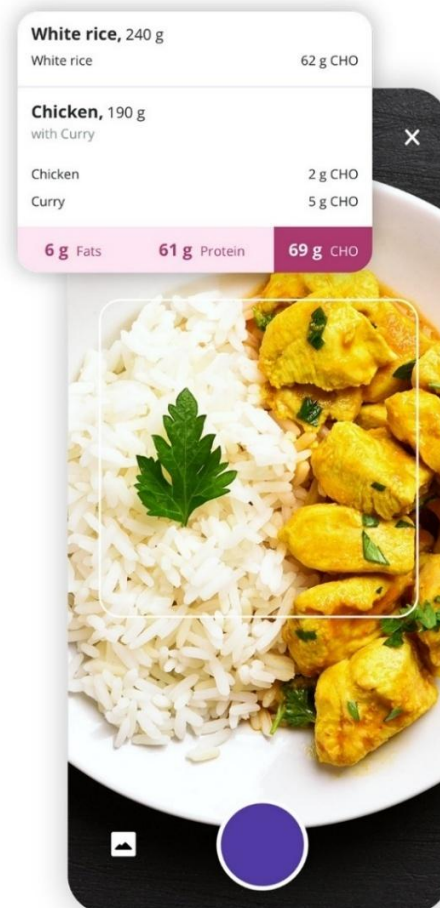 White rice, 240 g
White rice 62 g CHO
Chicken, 190 g
with Curry
Chicken 2 g CHO
Curry 5 g CHO
6 g Fats 61 g Protein 69 g CHO